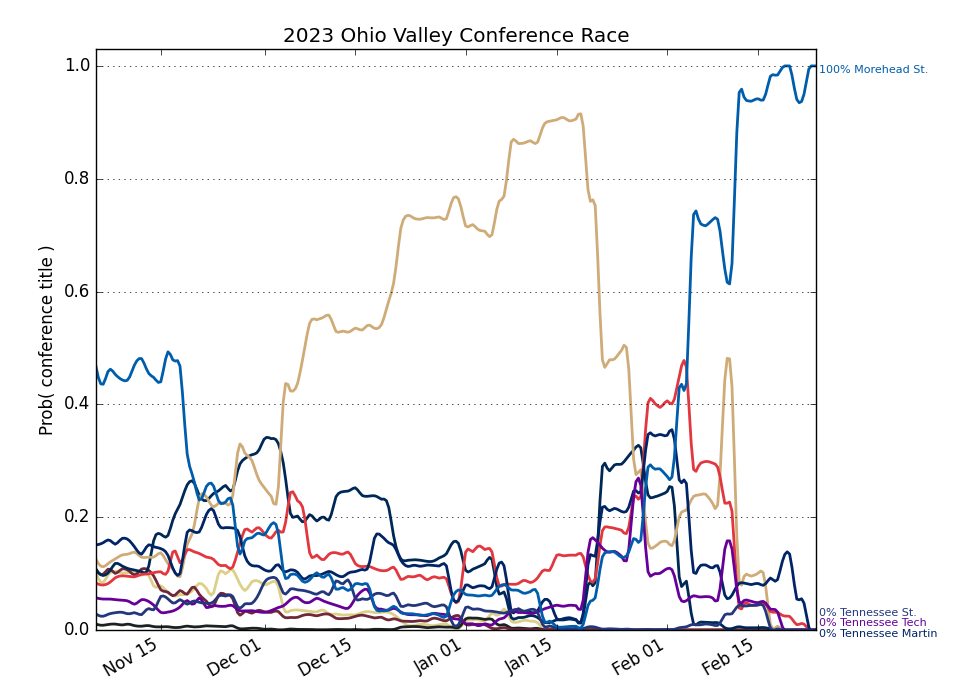 2023 Ohio Valley Conference Race
Prob( conference title )
1.0
0.8
0.6
0.4
0.2
0.0
Nov 15
Dec 01
Dec 15
Jan 01
Jan 15
Feb 01
Feb 15
100% Morehead St.
0% Tennessee St.
0% Tennessee Tech
0% Tennessee Martin